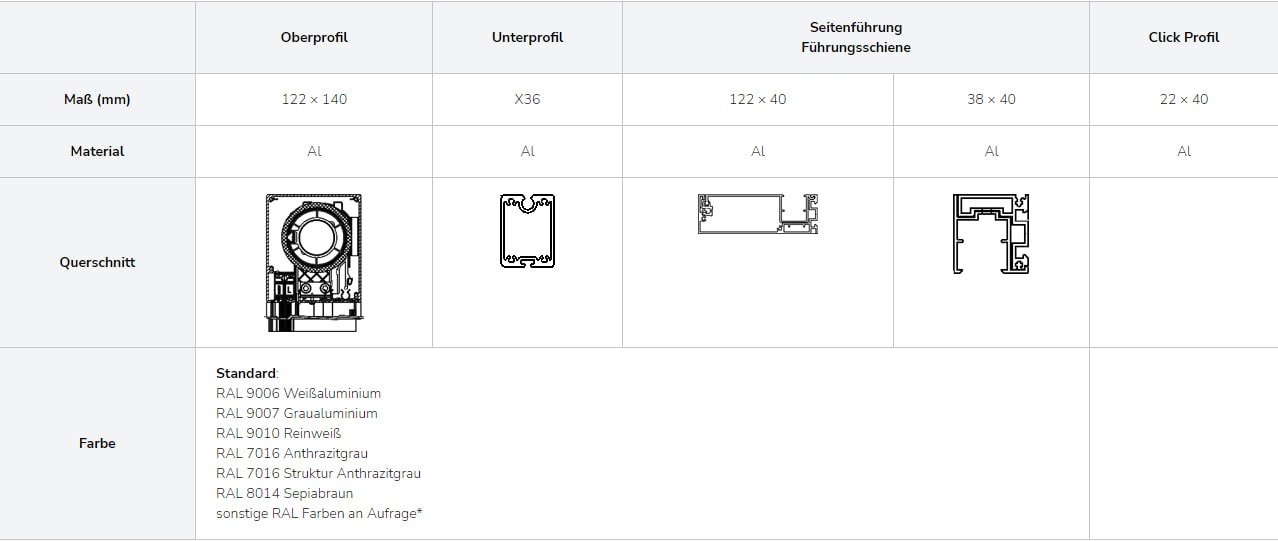 Oberprofil
Unterprofil
Seitenführung
Führungsschiene
Click Profil
Maß (mm)
122 × 140
X36
122 × 40
38 × 40
22 × 40
Material
Al
Al
Al
Al
Al
Querschnitt
Farbe
Standard:
RAL 9006 Weißaluminium
RAL 9007 Graualuminium
RAL 9010 Reinweiß
RAL 7016 Anthrazitgrau
RAL 7016 Struktur Anthrazitgrau
RAL 8014 Sepiabraun
sonstige RAL Farben an Aufrage*